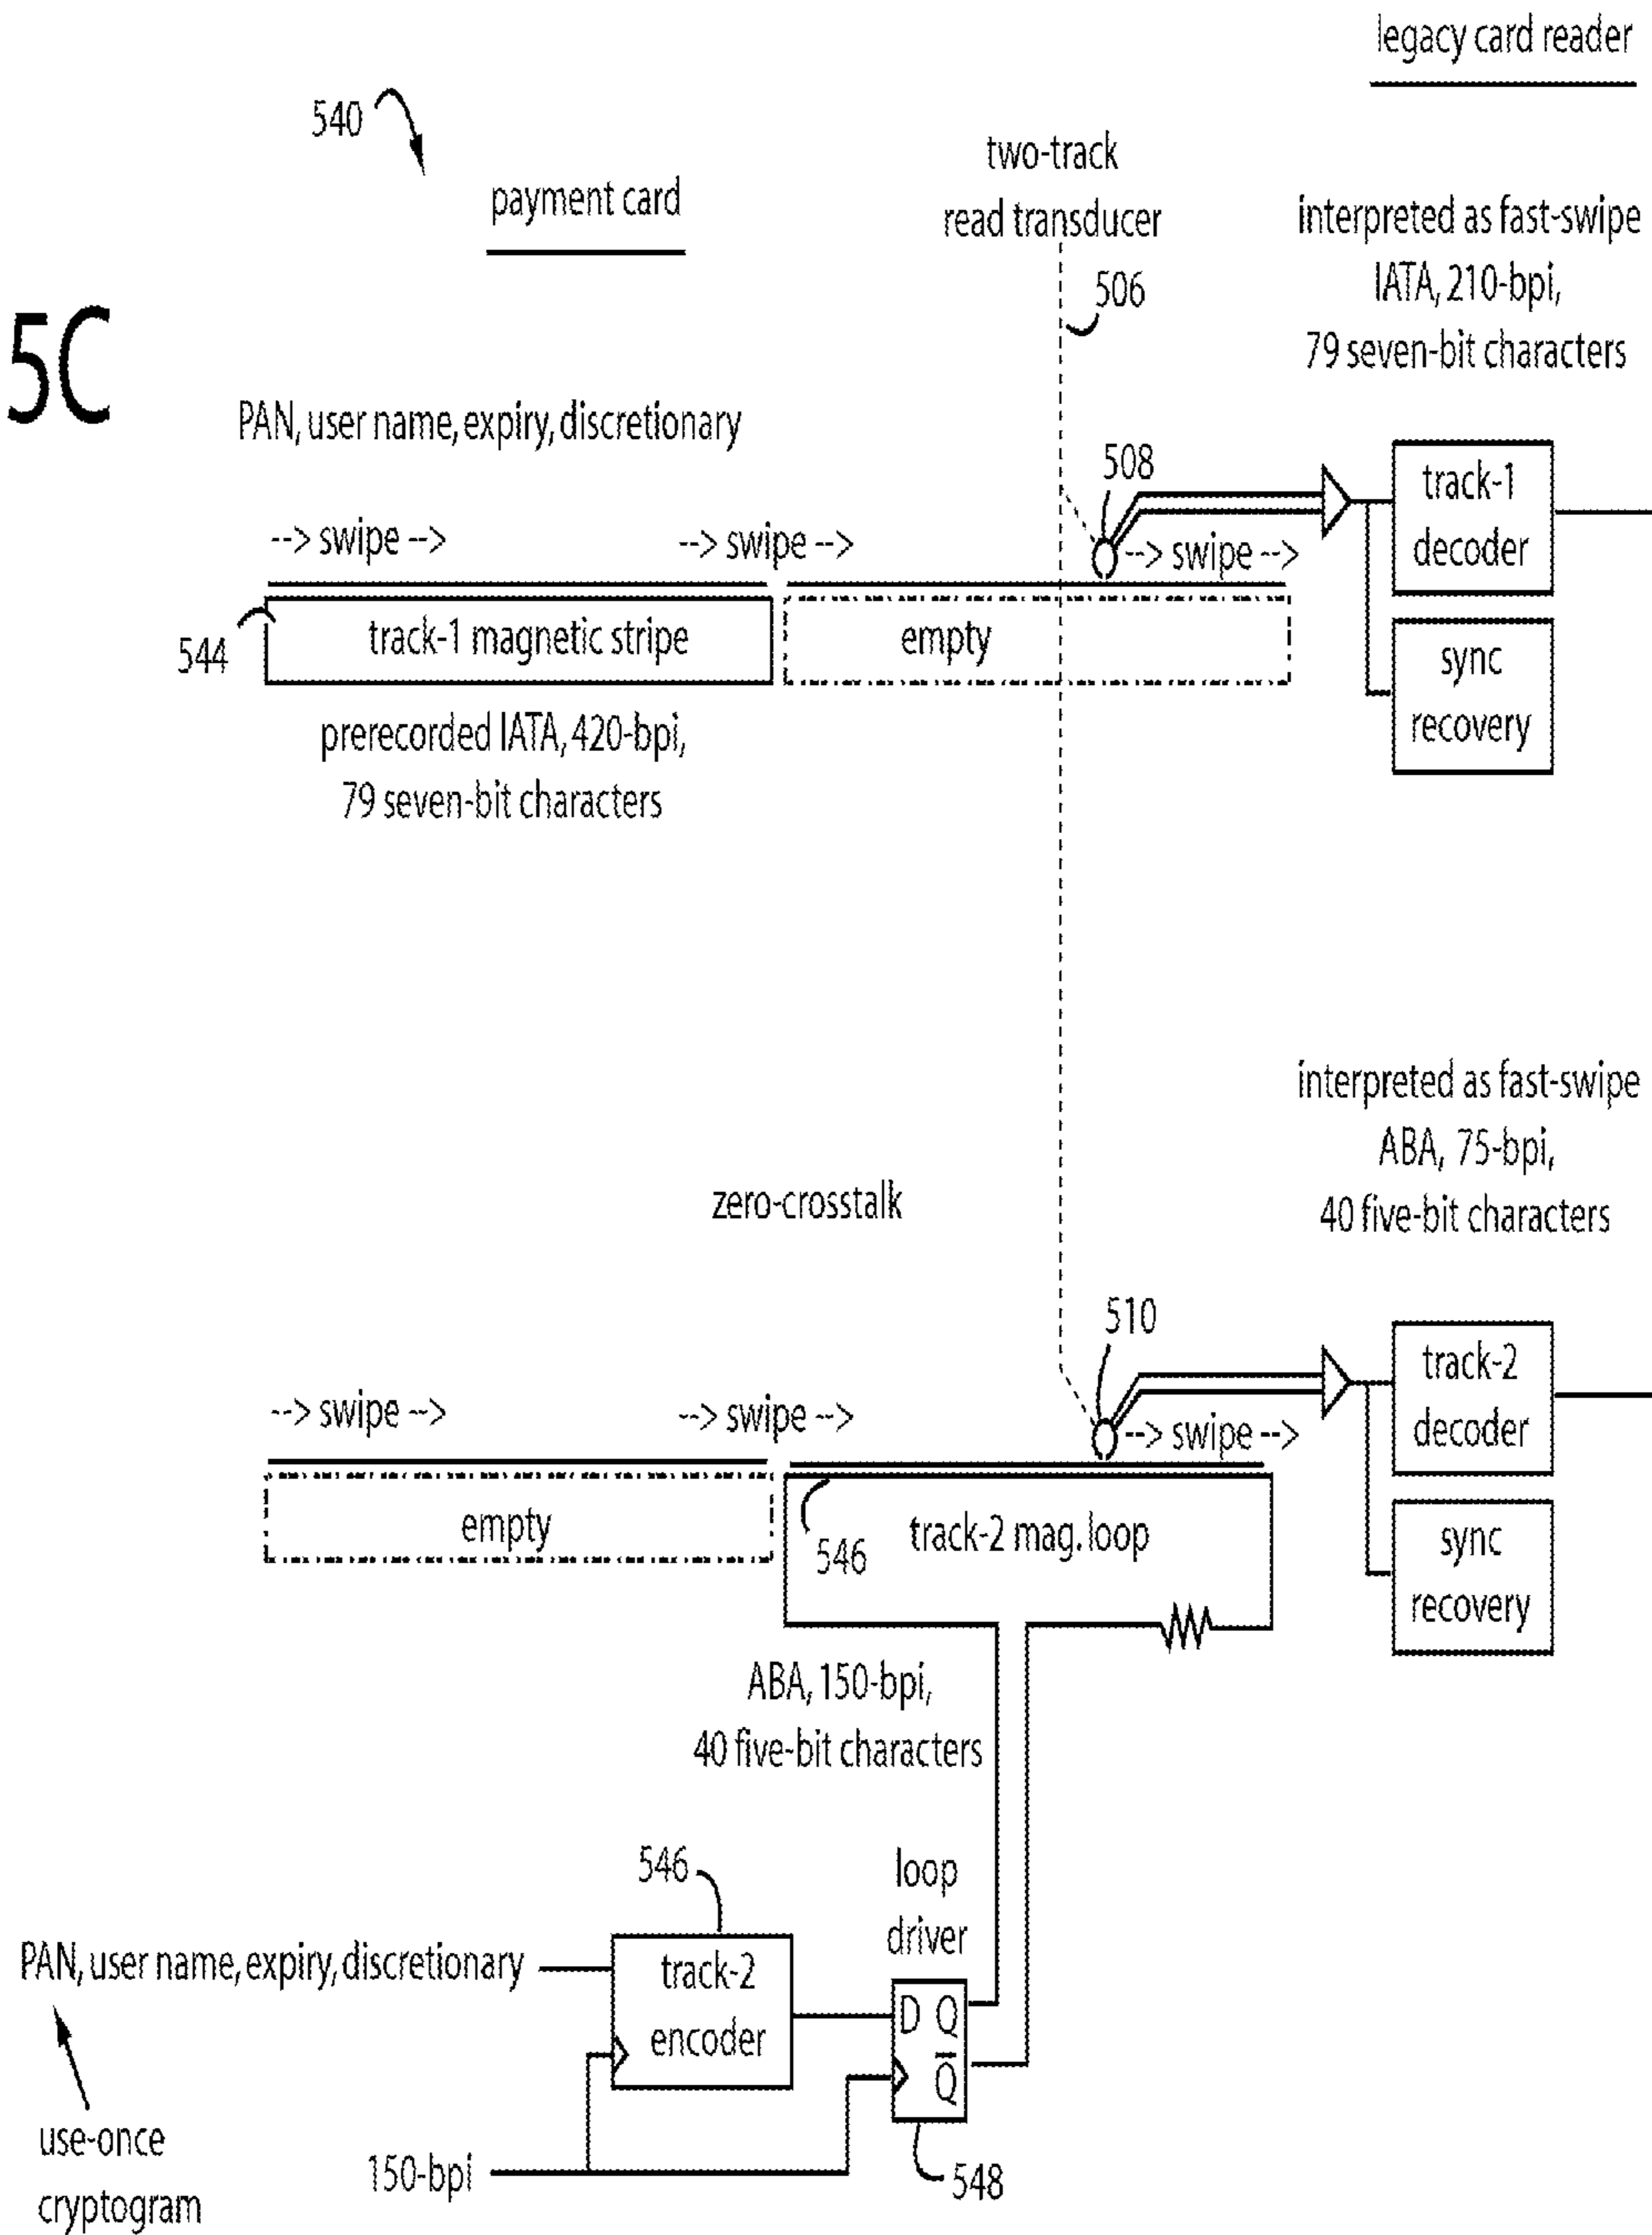 legacy card reader
540
payment card
two-track
read transducer
506
interpreted as fast-swipe
IATA, 210-bpi,
79 seven-bit characters
5C
PAN, user name, expiry, discretionary
508
track-1
decoder
--> swipe -->
--> swipe -->
--> swipe -->
544
track-1 magnetic stripe
empty
sync
recovery
prerecorded IATA, 420-bpi,
79 seven-bit characters
interpreted as fast-swipe
ABA, 75-bpi,
40 five-bit characters
zero-crosstalk
510
track-2
decoder
--> swipe -->
--> swipe -->
--> swipe -->
empty
546
track-2 mag. loop
sync
recovery
ABA, 150-bpi,
40 five-bit characters
546
loop
driver
PAN, user name, expiry, discretionary
track-2
encoder
D Q
Q̅
use-once
cryptogram
150-bpi
548